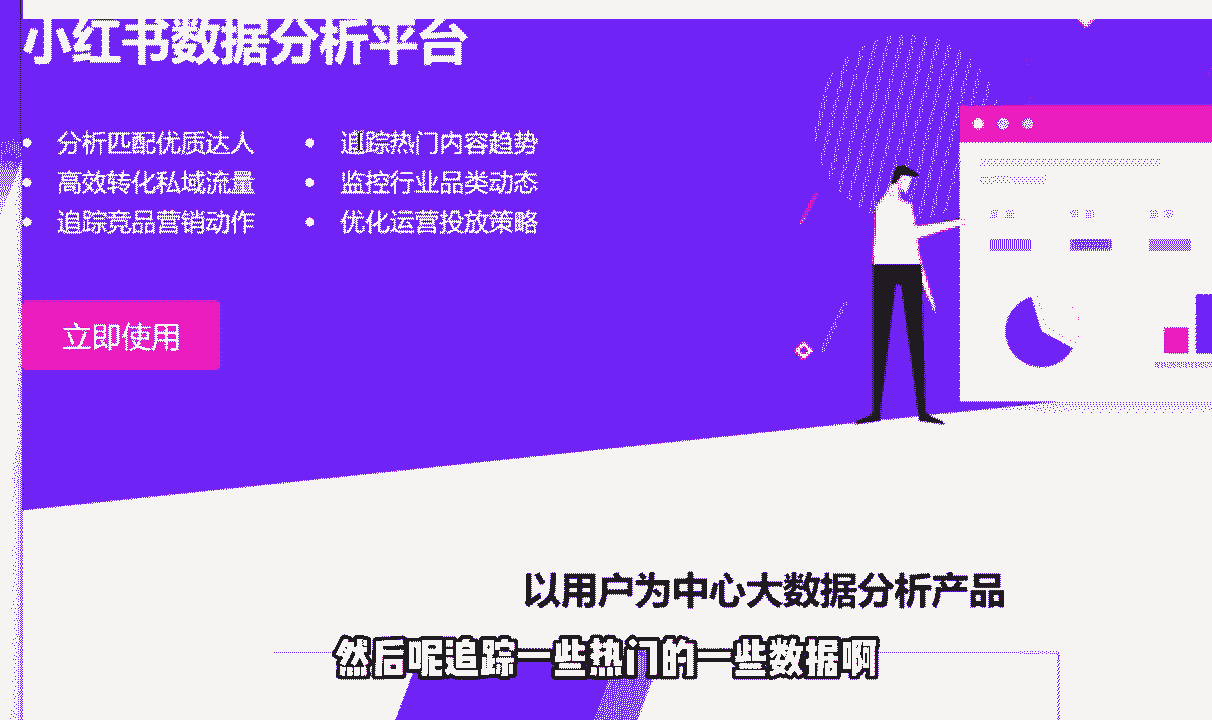 小红书数据分析平台
分析匹配优质达人
追踪热门内容趋势
高效转化私域流量
监控行业品类动态
追踪竞品营销动作
优化运营投放策略
立即使用
以用户为中心大数据分析产品
然后呢追踪一些热门的一些数据啊